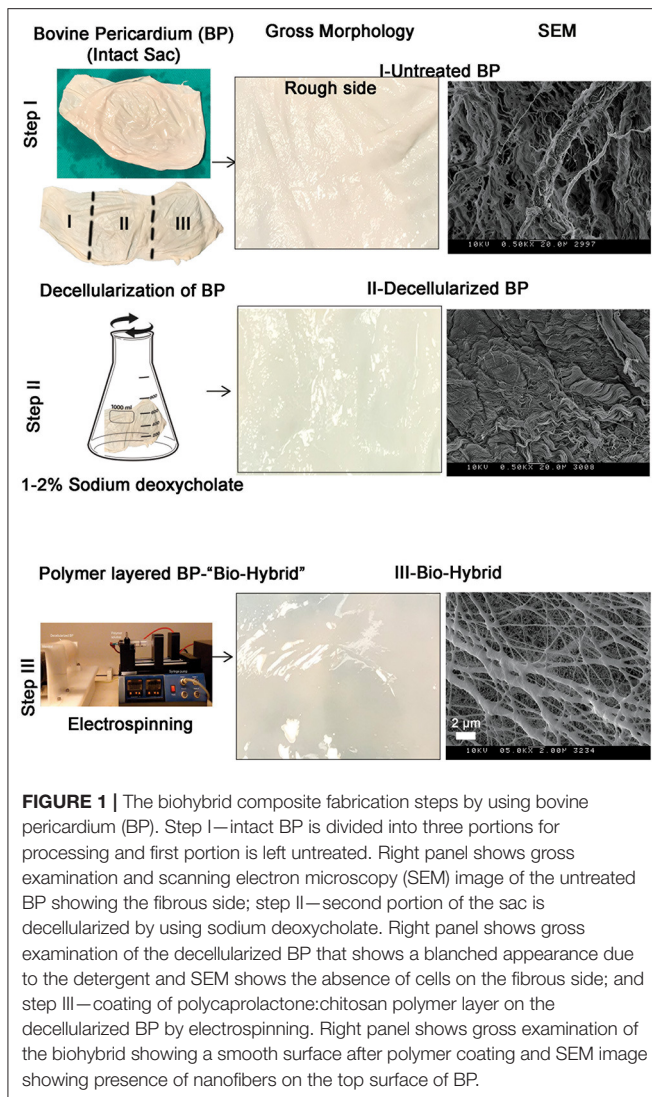 Bovine Pericardium (BP)
(Intact Sac)
Gross Morphology
SEM
I-Untreated BP
Step I
Rough side
I
II
III
10KV 0.50KX 20.0μ 2997
Decellularization of BP
II-Decellularized BP
Step II
1000 ml
1-2% Sodium deoxycholate
10KV 0.50KX 20.0μ 3008
Polymer layered BP-“Bio-Hybrid”
III-Bio-Hybrid
Step III
Syringe pump
Electrospinning
2 μm
10KV 05.0KX 2.00μ 3234
FIGURE 1 | The biohybrid composite fabrication steps by using bovine
pericardium (BP). Step I—intact BP is divided into three portions for
processing and first portion is left untreated. Right panel shows gross
examination and scanning electron microscopy (SEM) image of the untreated
BP showing the fibrous side; step II—second portion of the sac is
decellularized by using sodium deoxycholate. Right panel shows gross
examination of the decellularized BP that shows a blanched appearance due
to the detergent and SEM shows the absence of cells on the fibrous side; and
step III—coating of polycaprolactone:chitosan polymer layer on the
decellularized BP by electrospinning. Right panel shows gross examination of
the biohybrid showing a smooth surface after polymer coating and SEM image
showing presence of nanofibers on the top surface of BP.